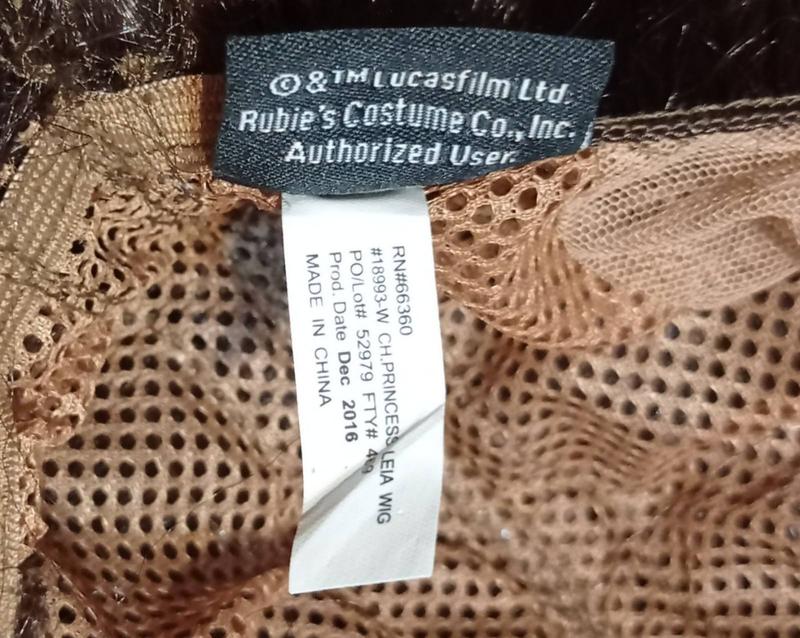 ©&™Lucasfilm Ltd.
Rubie's Costume Co., Inc.
Authorized User.
RN#66360
#18993-W CH.PRINCESS LEIA WIG
PO/Lot# 52979 FTY#
Prod. Date Dec 2016
MADE IN CHINA